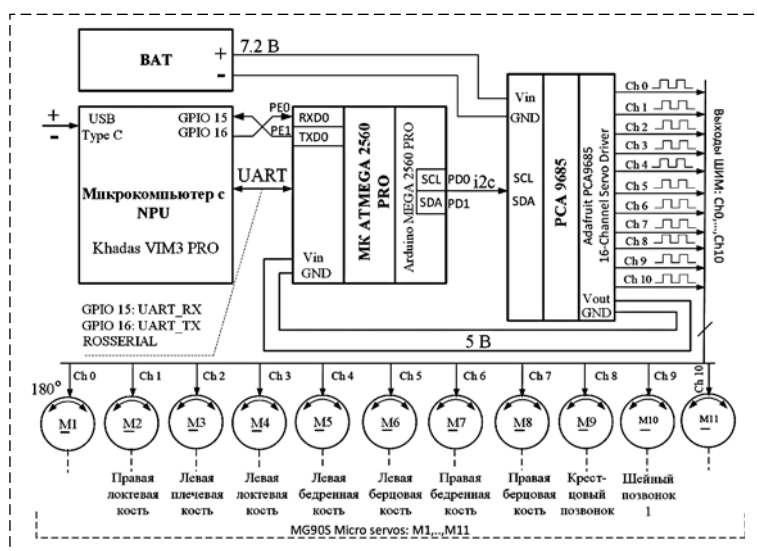 BAT
+
-
7.2 В
+
-
USB
Type C
GPIO 15
GPIO 16
Микрокомпьютер с
NPU
Khadas VIM3 PRO
PE0
PE1
UART
RXD0
TXD0
МК ATMEGA 2560
PRO
Arduino MEGA 2560 PRO
SCL
SDA
PD0
PD1
i2c
Vin
GND
Vin
GND
SCL
SDA
PCA 9685
Adafruit PCA9685
16-Channel Servo Driver
Vout
GND
Ch 0
Ch 1
Ch 2
Ch 3
Ch 4
Ch 5
Ch 6
Ch 7
Ch 8
Ch 9
Ch 10
Выходы ШИМ: Ch0,...,Ch10
GPIO 15: UART_RX
GPIO 16: UART_TX
ROSSERIAL
5 В
180°
Ch 0
Ch 1
Ch 2
Ch 3
Ch 4
Ch 5
Ch 6
Ch 7
Ch 8
Ch 9
Ch 10
M1
M2
M3
M4
M5
M6
M7
M8
M9
M10
M11
Правая
локтевая
кость
Левая
плечевая
кость
Левая
локтевая
кость
Левая
бедренная
кость
Левая
берцовая
кость
Правая
бедренная
кость
Правая
берцовая
кость
Крест-
цовый
позвонок
Шейный
позвонок
1
MG90S Micro servos: M1,..,M11